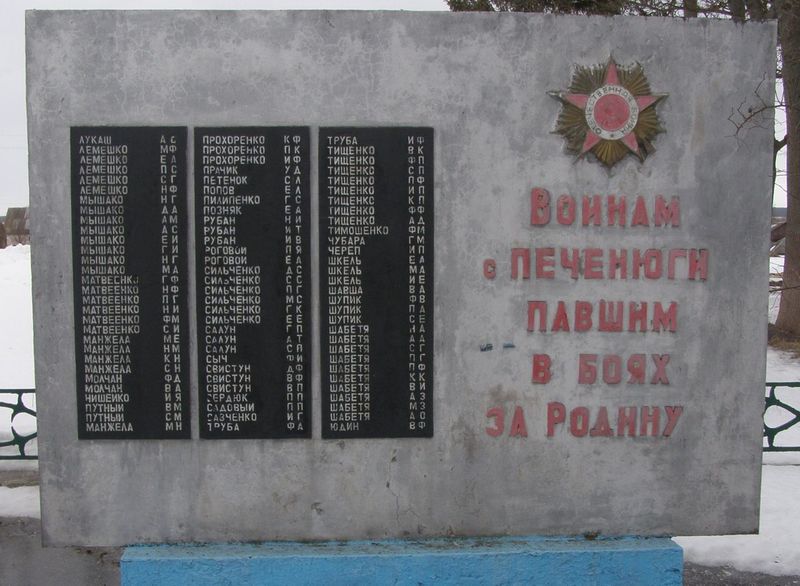 ЛУКАШ А С
ЛЕМЕШКО М Ф
ЛЕМЕШКО Е Л
ЛЕМЕШКО П С
ЛЕМЕШКО С Г
ЛЕМЕШКО Н Ф
МЫШАКО Н Г
МЫШАКО Д А
МЫШАКО А М
МЫШАКО А С
МЫШАКО Е И
МЫШАКО Г И
МЫШАКО Н Г
МЫШАКО М А
МАТВЕЕНКО Г Ф
МАТВЕЕНКО Н Ф
МАТВЕЕНКО П Г
МАТВЕЕНКО Н И
МАТВЕЕНКО Ф М
МАТВЕЕНКО С И
МАНЖЕЛА М Е
МАНЖЕЛА Н М
МАНЖЕЛА К Н
МАНЖЕЛА С Н
МОЛЧАН Ф Д
МОЛЧАН В А
ЧИШЕЙКО И Я
ПУТНЫЙ В М
ПУТНЫЙ С М
МАНЖЕЛА М Н
ПРОХОРЕНКО К Ф
ПРОХОРЕНКО П К
ПРОХОРЕНКО И Ф
ПРАЧИК У Д
ПЕТЕНОК С Л
ПОПОВ Е Л
ПИЛИПЕНКО Г С
ПОЗНЯК Е А
РУБАН Н И
РУБАН И Т
РУБАН И В
РОГОВОЙ П Я
РОГОВОЙ Е А
СИЛЬЧЕНКО Д С
СИЛЬЧЕНКО С С
СИЛЬЧЕНКО П Г
СИЛЬЧЕНКО М С
СИЛЬЧЕНКО Г К
СИЛЬЧЕНКО Е Е
САЛУН Г П
САЛУН А Т
САЛУН С П
СЫЧ Ф И
СВИСТУН Д Ф
СВИСТУН В Ф
СВИСТУН В П
СЕРДЮК П П
САДОВЫЙ П П
САЗЧЕНКО И Г
ТРУБА Ф А
ТРУБА И Ф
ТИЩЕНКО В К
ТИЩЕНКО Ф П
ТИЩЕНКО С П
ТИЩЕНКО П Ф
ТИЩЕНКО И П
ТИЩЕНКО К П
ТИЩЕНКО Ф Ф
ТИЩЕНКО А Д
ТИМОШЕНКО Ф М
ЧУБАРА Г М
ЧЕРЕП И П
ШКЕЛЬ Е Л
ШКЕЛЬ М А
ШКЕЛЬ М Е
ШАВША И А
ШУПИК Ф В
ШУПИК П А
ШУПИК С Е
ШАБЕТЯ Н А
ШАБЕТЯ А А
ШАБЕТЯ С Г
ШАБЕТЯ П Г
ШАБЕТЯ П Ф
ШАБЕТЯ К К
ШАБЕТЯ В И
ШАБЕТЯ А З
ШАБЕТЯ М З
ШАБЕТЯ А О
ЮДИН В Ф
ОТЕЧЕСТВЕННАЯ ВОЙНА
ВОИНАМ
с ПЕЧЕНЮГИ
ПАВШИМ
В БОЯХ
ЗА РОДИНУ